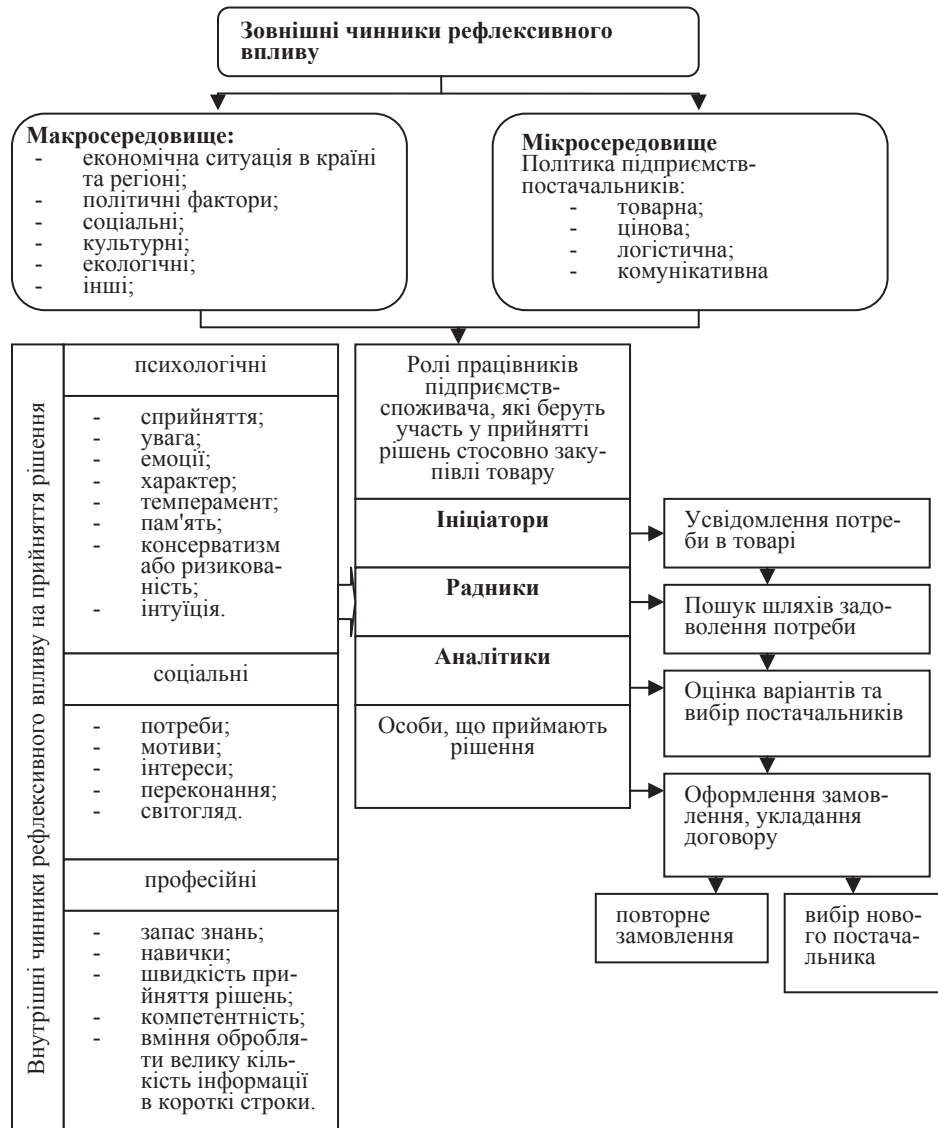 Зовнішні чинники рефлексивного
впливу
Макросередовище:
- економічна ситуація в країні
та регіоні;
- політичні фактори;
- соціальні;
- культурні;
- екологічні;
- інші;
Мікросередовище
Політика підприємств-
постачальників:
- товарна;
- цінова;
- логістична;
- комунікативна
Внутрішні чинники рефлексивного впливу на прийняття рішення
психологічні
- сприйняття;
- увага;
- емоції;
- характер;
- темперамент;
- пам'ять;
- консерватизм
або ризикова-
ність;
- інтуїція.
соціальні
- потреби;
- мотиви;
- інтереси;
- переконання;
- світогляд.
професійні
- запас знань;
- навички;
- швидкість при-
йняття рішень;
- компетентність;
- вміння обробля-
ти велику кіль-
кість інформації
в короткі строки.
Ролі працівників
підприємств-
споживача, які беруть
участь у прийнятті
рішень стосовно заку-
півлі товару
Ініціатори
Радники
Аналітики
Особи, що приймають
рішення
Усвідомлення потре-
би в товарі
Пошук шляхів задо-
волення потреби
Оцінка варіантів та
вибір постачальників
Оформлення замов-
лення, укладання
договору
повторне
замовлення
вибір ново-
го постача-
льника